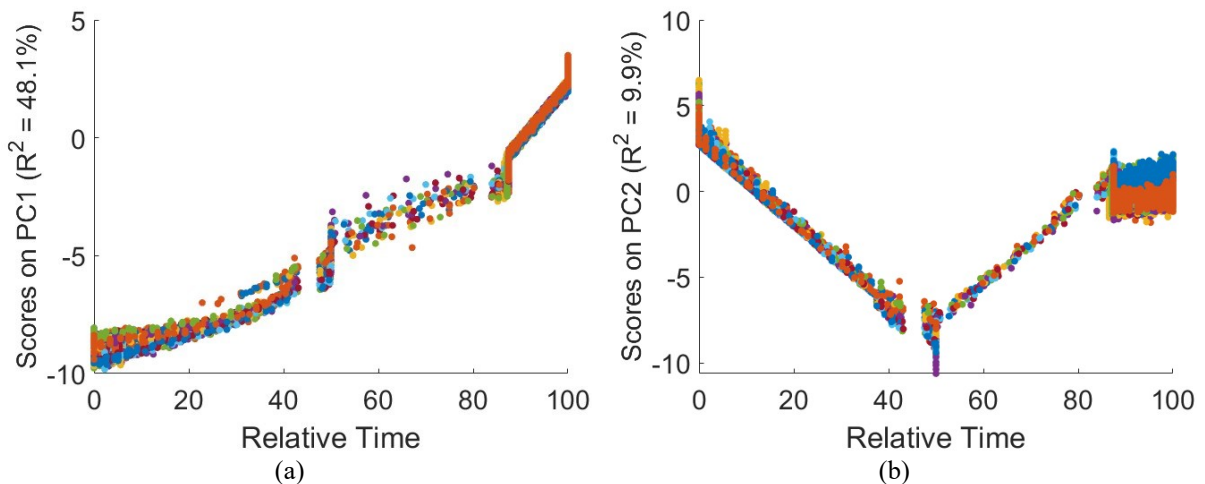 5
0
-5
-10
Scores on PC1 (R² = 48.1%)
0 20 40 60 80 100
Relative Time
(a)
10
5
0
-5
-10
Scores on PC2 (R² = 9.9%)
0 20 40 60 80 100
Relative Time
(b)